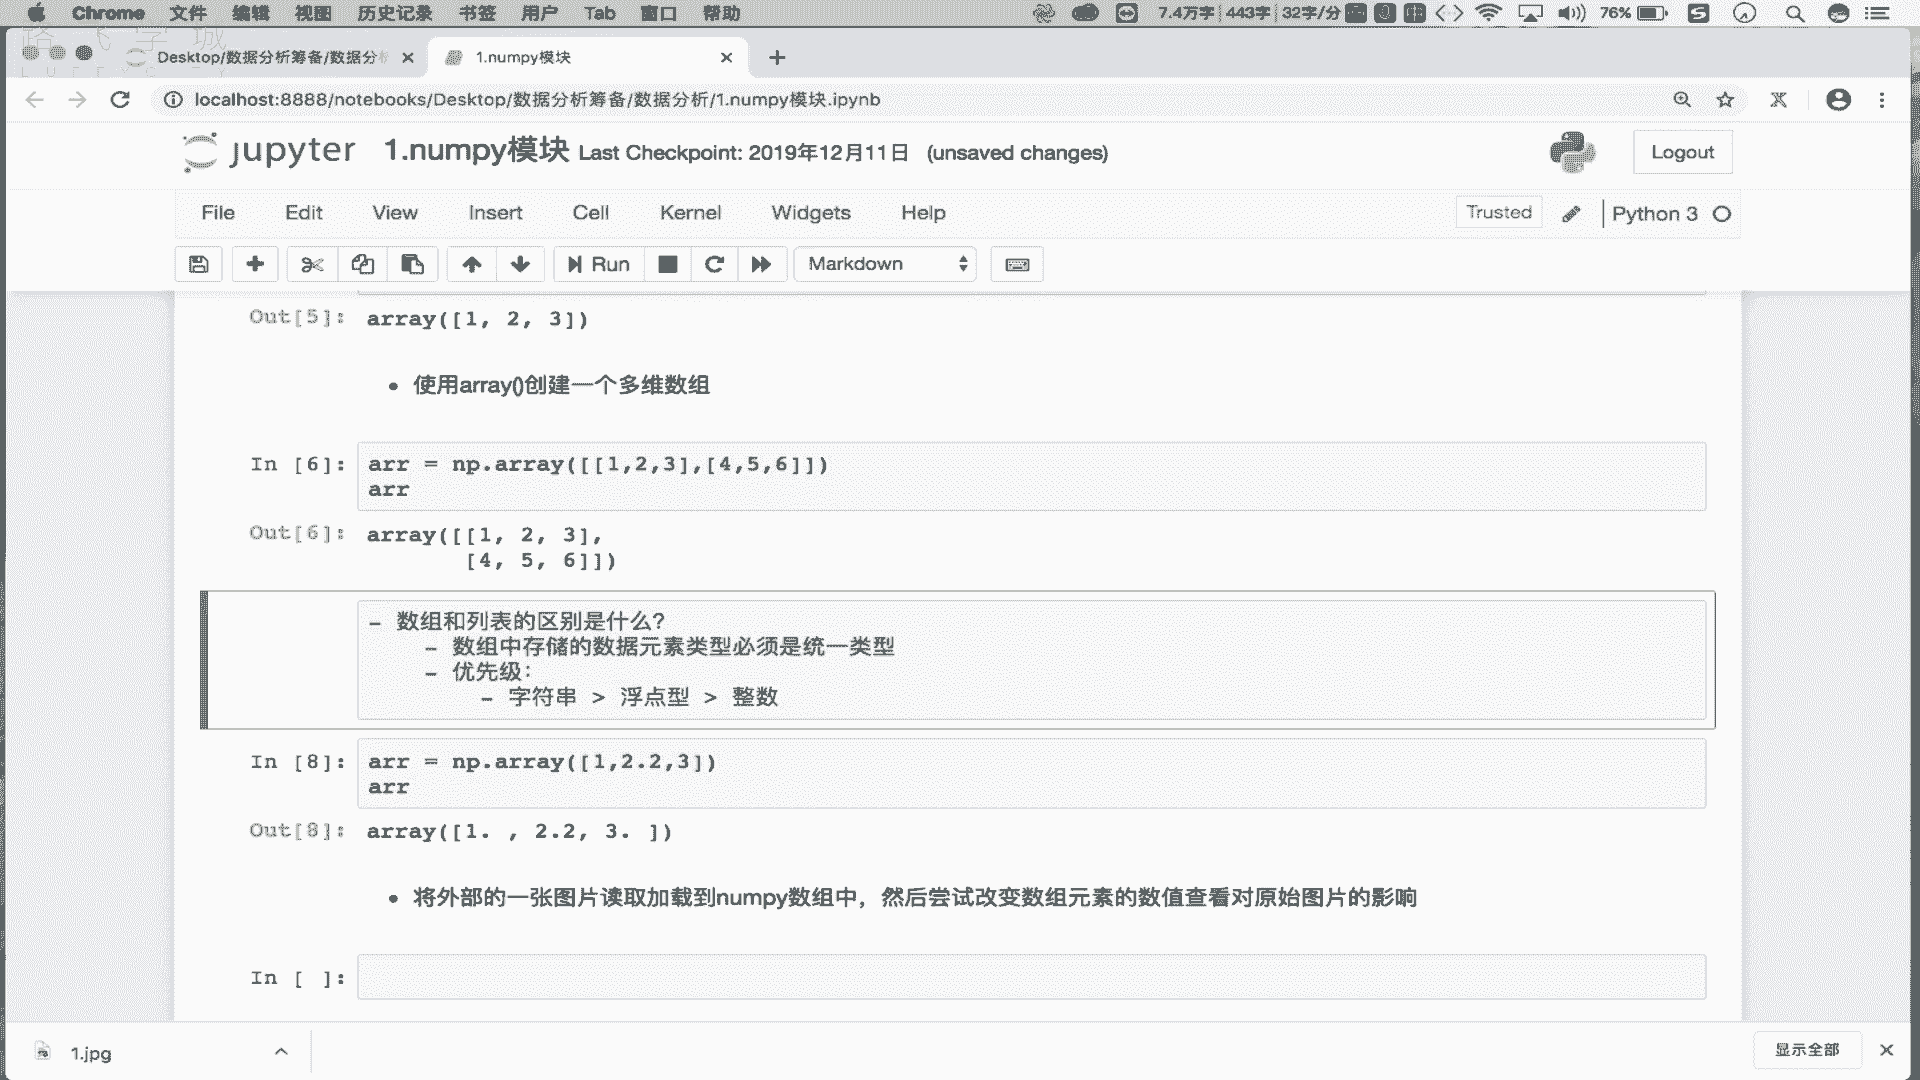 Chrome 文件 编辑 视图 历史记录 书签 用户 Tab 窗口 帮助 7.4万字 443字 32字/分 76%
Desktop/数据分析筹备/数据分析
1.numpy模块
localhost:8888/notebooks/Desktop/数据分析筹备/数据分析/1.numpy模块.ipynb
jupyter 1.numpy模块 Last Checkpoint: 2019年12月11日 (unsaved changes)
Logout
File Edit View Insert Cell Kernel Widgets Help
Trusted Python 3
Run Markdown
Out[5]: array([1, 2, 3])
• 使用array()创建一个多维数组
In [6]: arr = np.array([[1,2,3],[4,5,6]])
arr
Out[6]: array([[1, 2, 3],
[4, 5, 6]])
- 数组和列表的区别是什么?
- 数组中存储的数据元素类型必须是统一类型
- 优先级:
- 字符串 > 浮点型 > 整数
In [8]: arr = np.array([1,2.2,3])
arr
Out[8]: array([1. , 2.2, 3. ])
• 将外部的一张图片读取加载到numpy数组中，然后尝试改变数组元素的数值查看对原始图片的影响
In [ ]:
1.jpg
显示全部